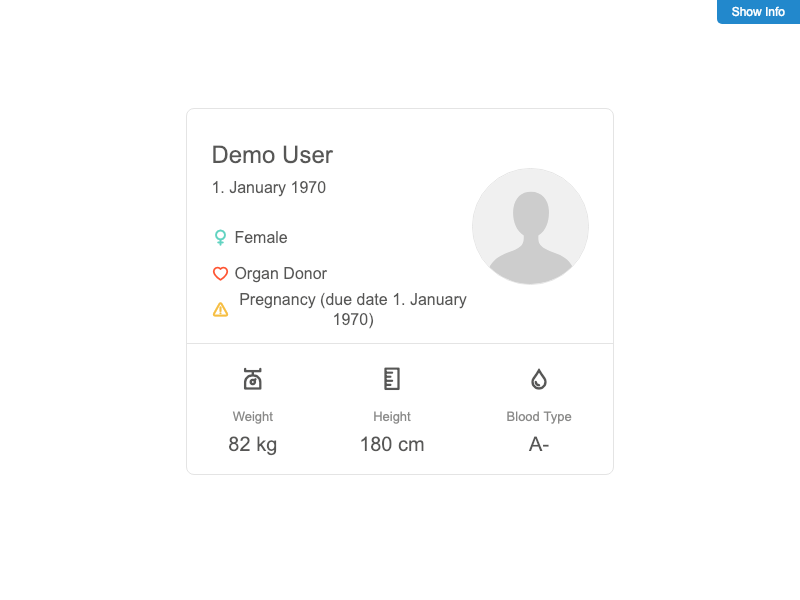 Show Info
Demo User
1. January 1970
Female
Organ Donor
Pregnancy (due date 1. January
1970)
Weight
Height
Blood Type
82 kg
180 cm
A-